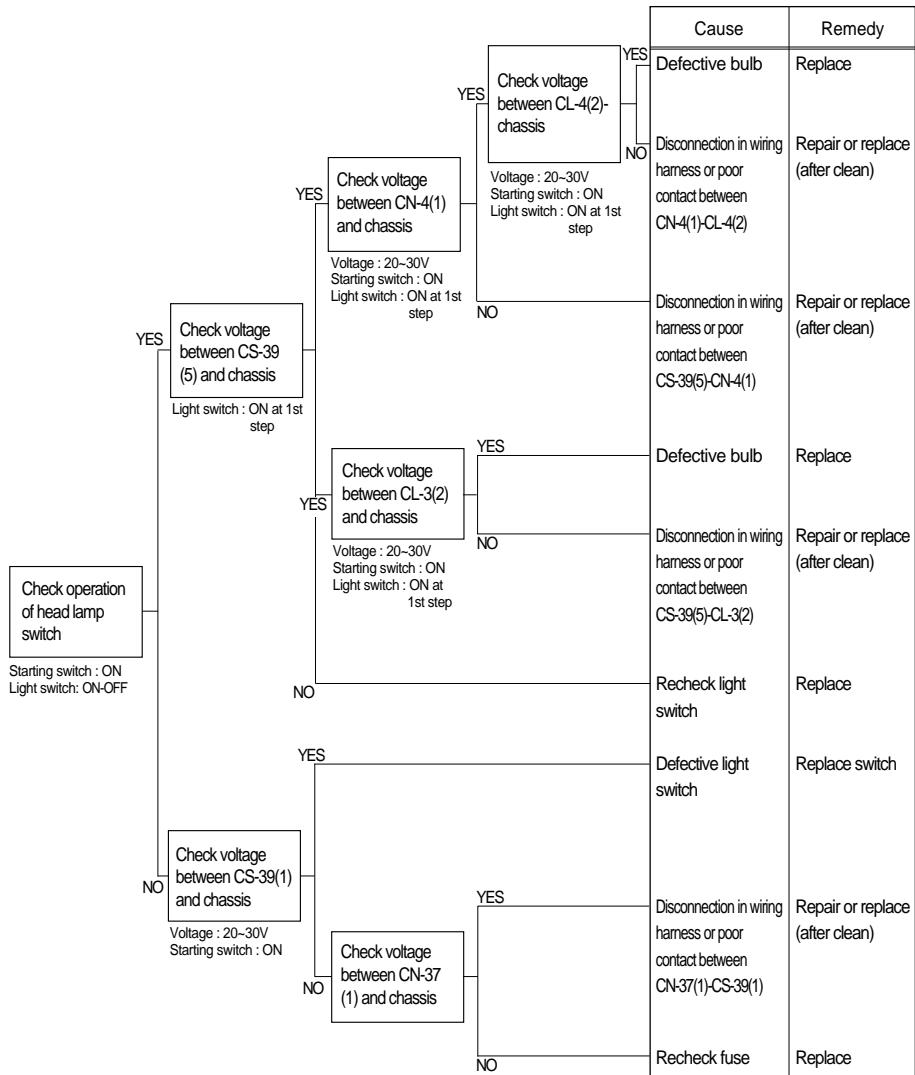 Cause
Remedy
YES
Defective bulb
Replace
Check voltage
between CL-4(2)-
chassis
YES
NO
Disconnection in wiring
harness or poor
contact between
CN-4(1)-CL-4(2)
Repair or replace
(after clean)
Voltage : 20~30V
Starting switch : ON
Light switch : ON at 1st
step
YES
Check voltage
between CN-4(1)
and chassis
Voltage : 20~30V
Starting switch : ON
Light switch : ON at 1st
step
NO
Disconnection in wiring
harness or poor
contact between
CS-39(5)-CN-4(1)
Repair or replace
(after clean)
YES
Check voltage
between CS-39
(5) and chassis
Light switch : ON at 1st
step
YES
Defective bulb
Replace
YES
Check voltage
between CL-3(2)
and chassis
Voltage : 20~30V
Starting switch : ON
Light switch : ON at
1st step
NO
Disconnection in wiring
harness or poor
contact between
CS-39(5)-CL-3(2)
Repair or replace
(after clean)
Check operation
of head lamp
switch
Starting switch : ON
Light switch: ON-OFF
NO
Recheck light
switch
Replace
YES
Defective light
switch
Replace switch
NO
Check voltage
between CS-39(1)
and chassis
Voltage : 20~30V
Starting switch : ON
YES
Disconnection in wiring
harness or poor
contact between
CN-37(1)-CS-39(1)
Repair or replace
(after clean)
NO
Check voltage
between CN-37
(1) and chassis
NO
Recheck fuse
Replace